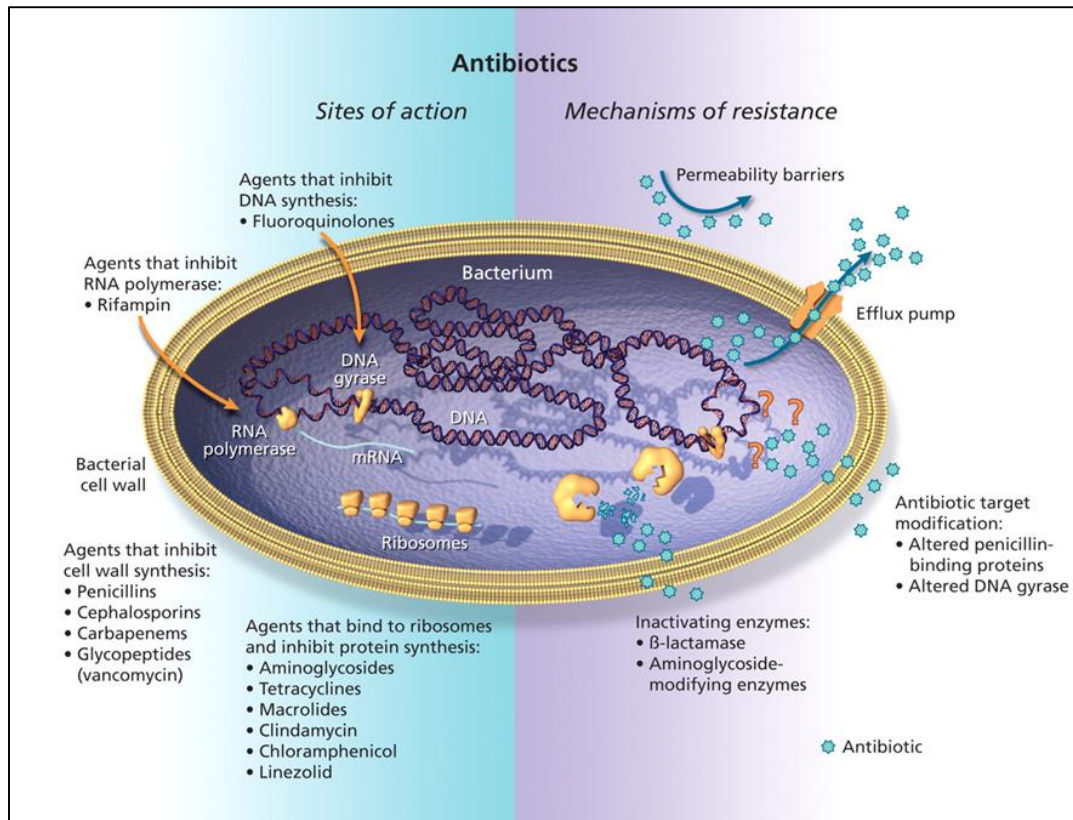 Antibiotics
Sites of action
Mechanisms of resistance
Agents that inhibit
DNA synthesis:
• Fluoroquinolones
Agents that inhibit
RNA polymerase:
• Rifampin
Permeability barriers
Bacterium
Efflux pump
DNA
gyrase
RNA
polymerase
DNA
mRNA
Ribosomes
Bacterial
cell wall
Agents that inhibit
cell wall synthesis:
• Penicillins
• Cephalosporins
• Carbapenems
• Glycopeptides
(vancomycin)
Agents that bind to ribosomes
and inhibit protein synthesis:
• Aminoglycosides
• Tetracyclines
• Macrolides
• Clindamycin
• Chloramphenicol
• Linezolid
? ?
?
Antibiotic target
modification:
• Altered penicillin-
binding proteins
• Altered DNA gyrase
Inactivating enzymes:
• ß-lactamase
• Aminoglycoside-
modifying enzymes
Antibiotic